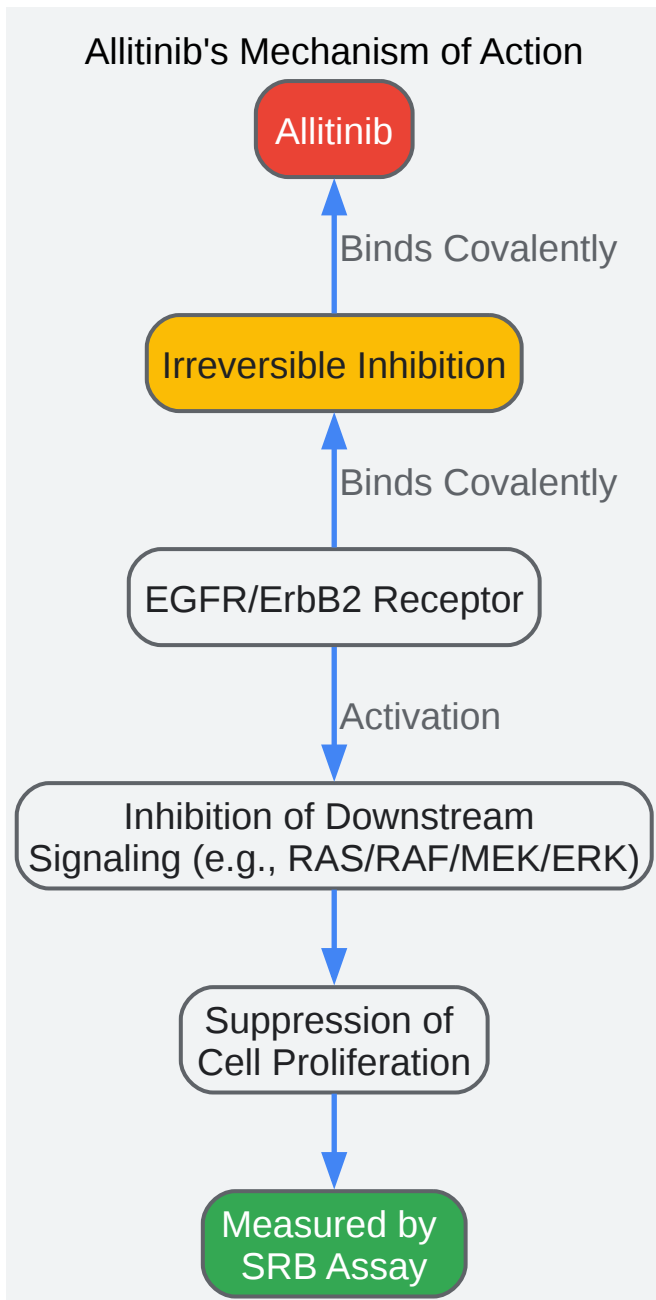 Allitinib's Mechanism of Action
Allitinib
Binds Covalently
Irreversible Inhibition
Binds Covalently
EGFR/ErbB2 Receptor
Activation
Inhibition of Downstream
Signaling (e.g., RAS/RAF/MEK/ERK)
Suppression of
Cell Proliferation
Measured by
SRB Assay